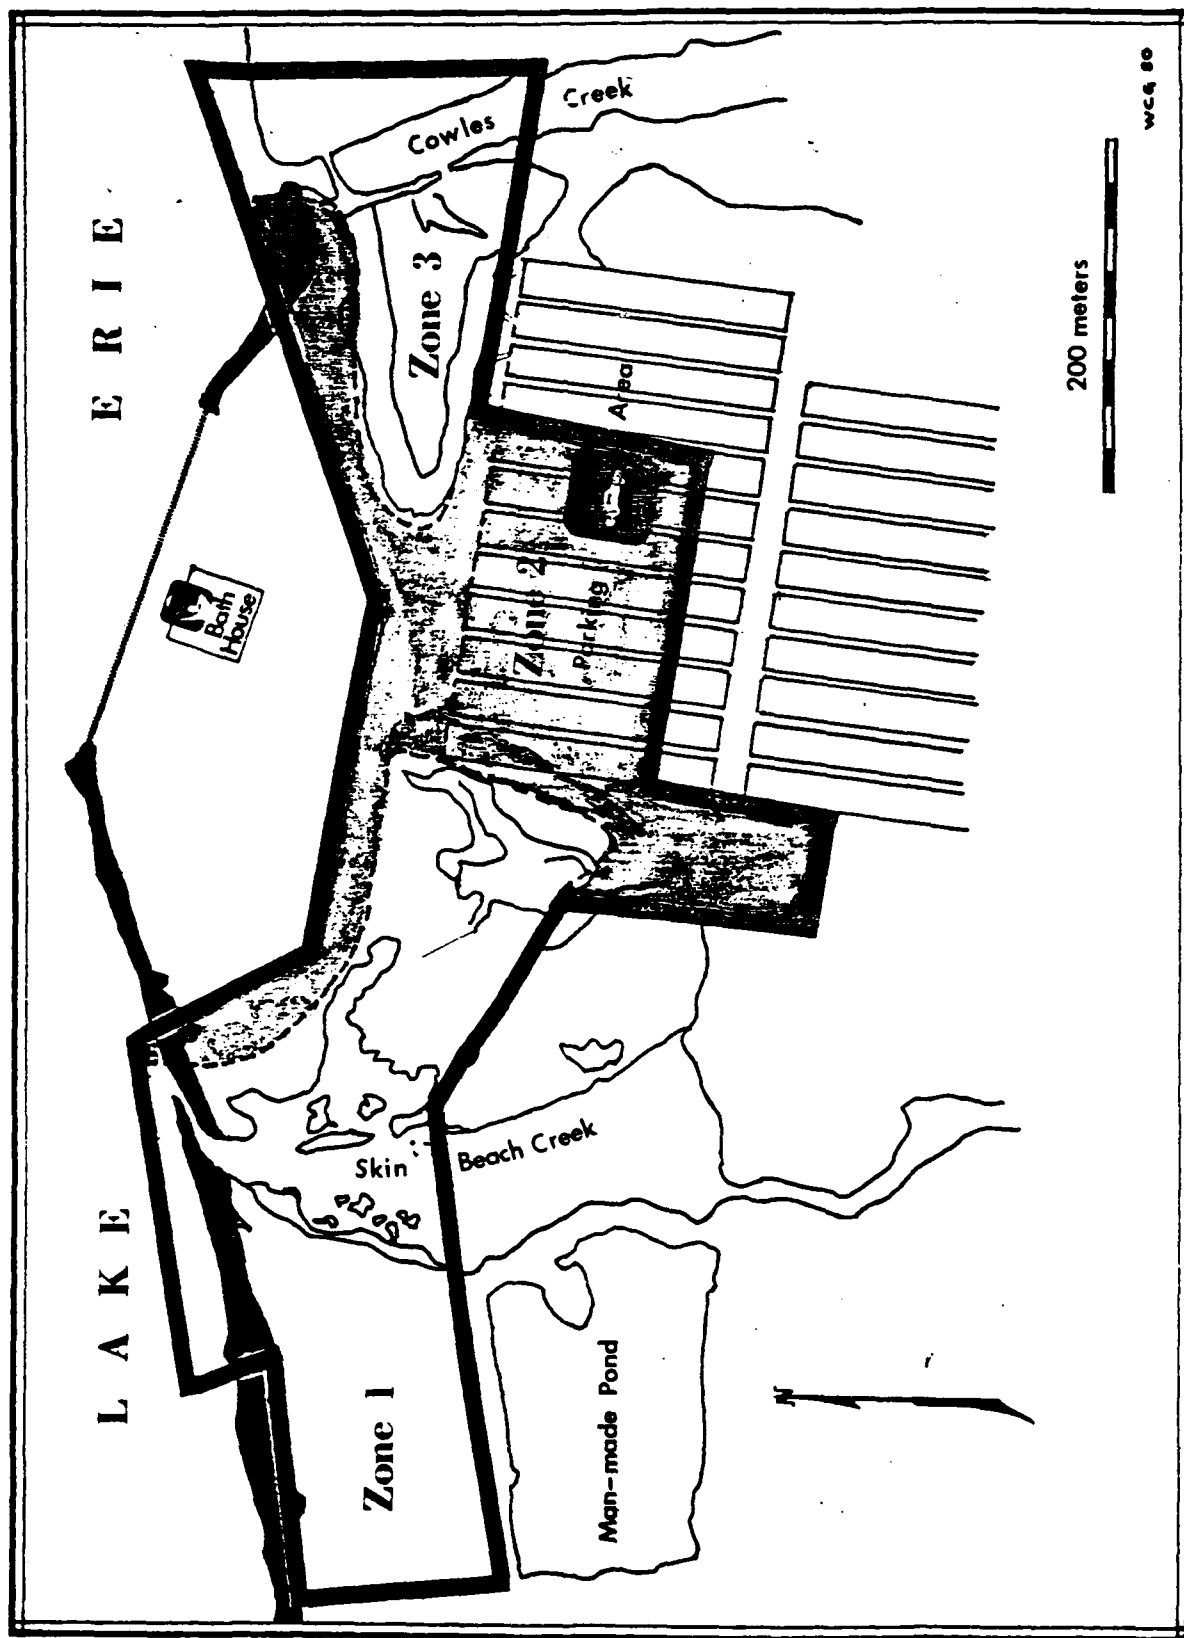 LAKE ERIE
Bath
House
Cowles Creek
Zone 3
Area
Zone 2
Parking
Skin Beach Creek
Zone 1
Man-made Pond
200 meters
N
WCG 80